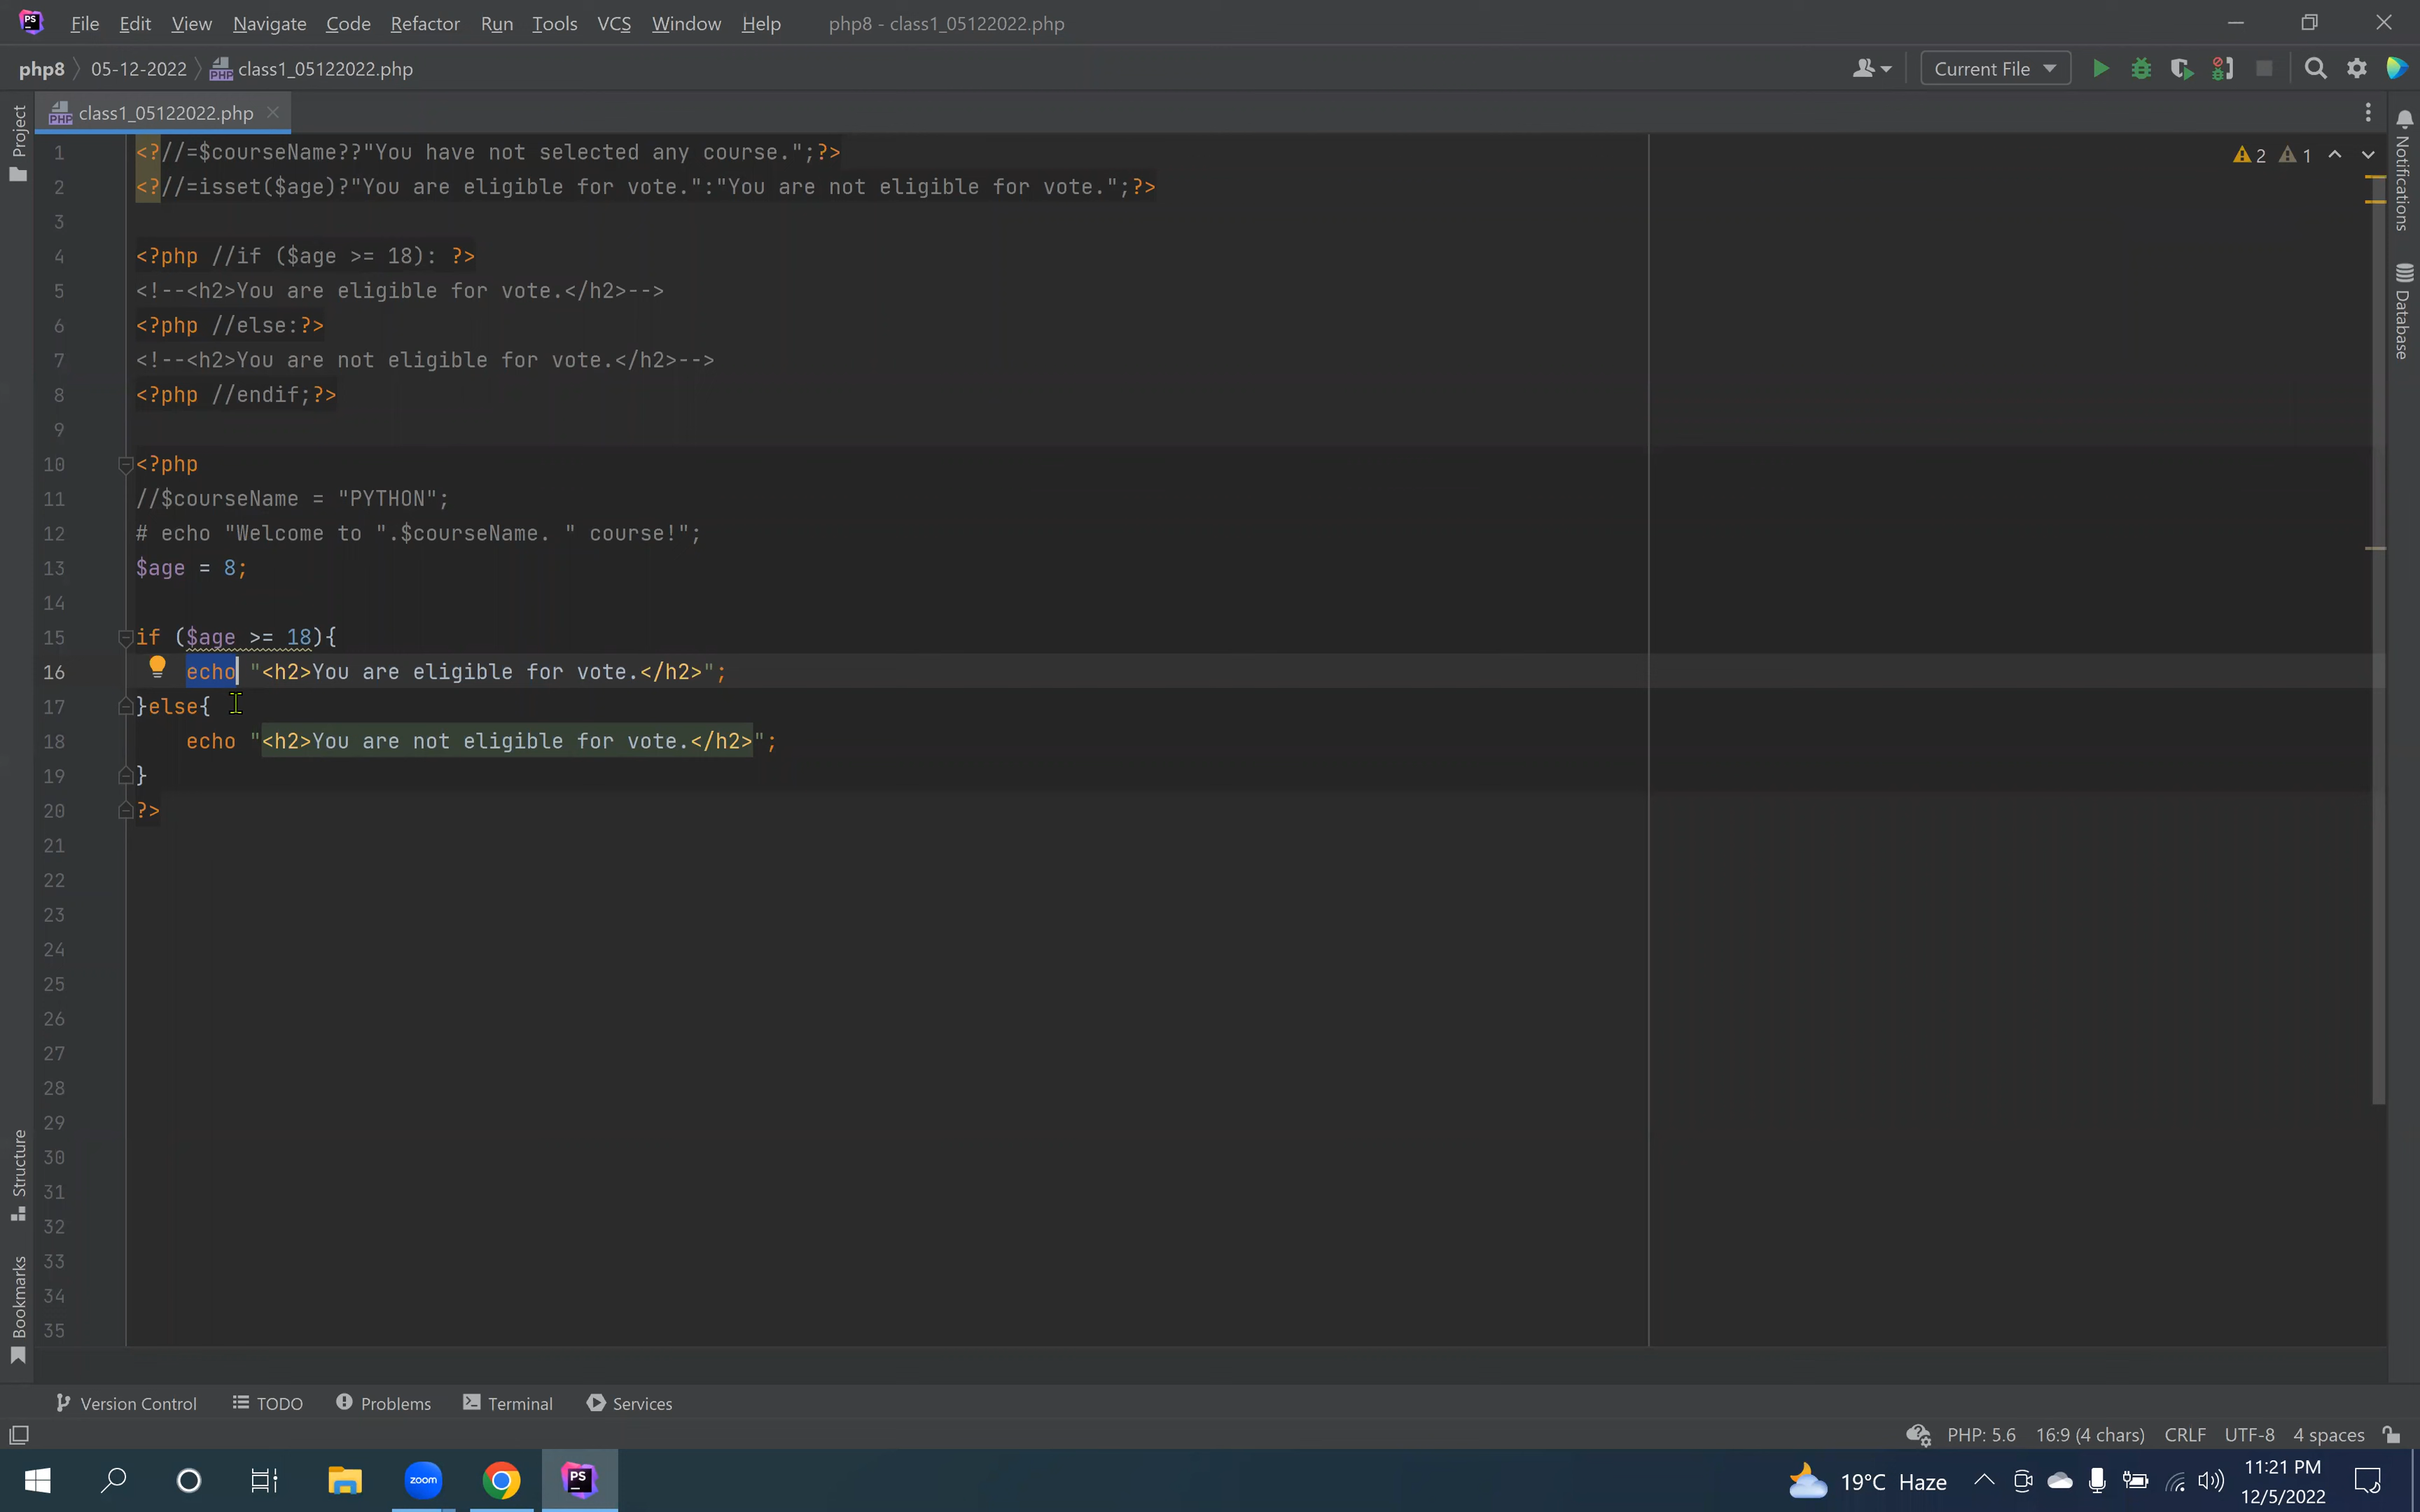 PS File Edit View Navigate Code Refactor Run Tools VCS Window Help php8 - class1_05122022.php
php8 05-12-2022 PHP class1_05122022.php Current File
PHP class1_05122022.php
Project
Notifications
Database
2 1
1 <?//=$courseName??"You have not selected any course.";?>
2 <?//=isset($age)?"You are eligible for vote.":"You are not eligible for vote.";?>
3
4 <?php //if ($age >= 18): ?>
5 <!--<h2>You are eligible for vote.</h2>-->
6 <?php //else:?>
7 <!--<h2>You are not eligible for vote.</h2>-->
8 <?php //endif;?>
9
10 <?php
11 //$courseName = "PYTHON";
12 # echo "Welcome to ".$courseName. " course!";
13 $age = 8;
14
15 if ($age >= 18){
16 echo "<h2>You are eligible for vote.</h2>";
17 }else{
18 echo "<h2>You are not eligible for vote.</h2>";
19 }
20 ?>
21
22
23
24
25
26
27
28
29
30
31
32
33
34
35
Structure
Bookmarks
Version Control TODO Problems Terminal Services
PHP: 5.6 16:9 (4 chars) CRLF UTF-8 4 spaces
zoom PS 19°C Haze 11:21 PM
12/5/2022